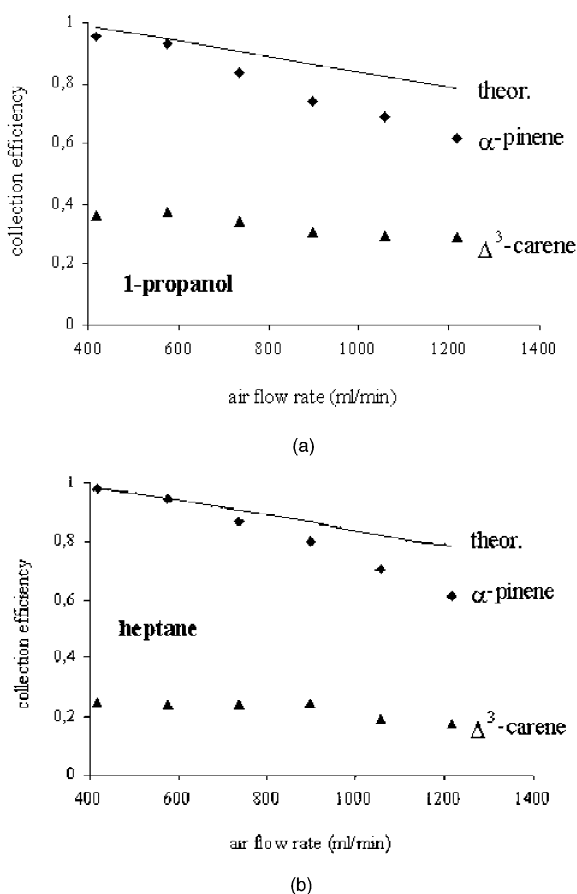 1
0,8
0,6
0,4
0,2
0
collection efficiency
theor.
α-pinene
Δ³-carene
1-propanol
400 600 800 1000 1200 1400
air flow rate (ml/min)
(a)
1
0,8
0,6
0,4
0,2
0
collection efficiency
theor.
α-pinene
heptane
Δ³-carene
400 600 800 1000 1200 1400
air flow rate (ml/min)
(b)